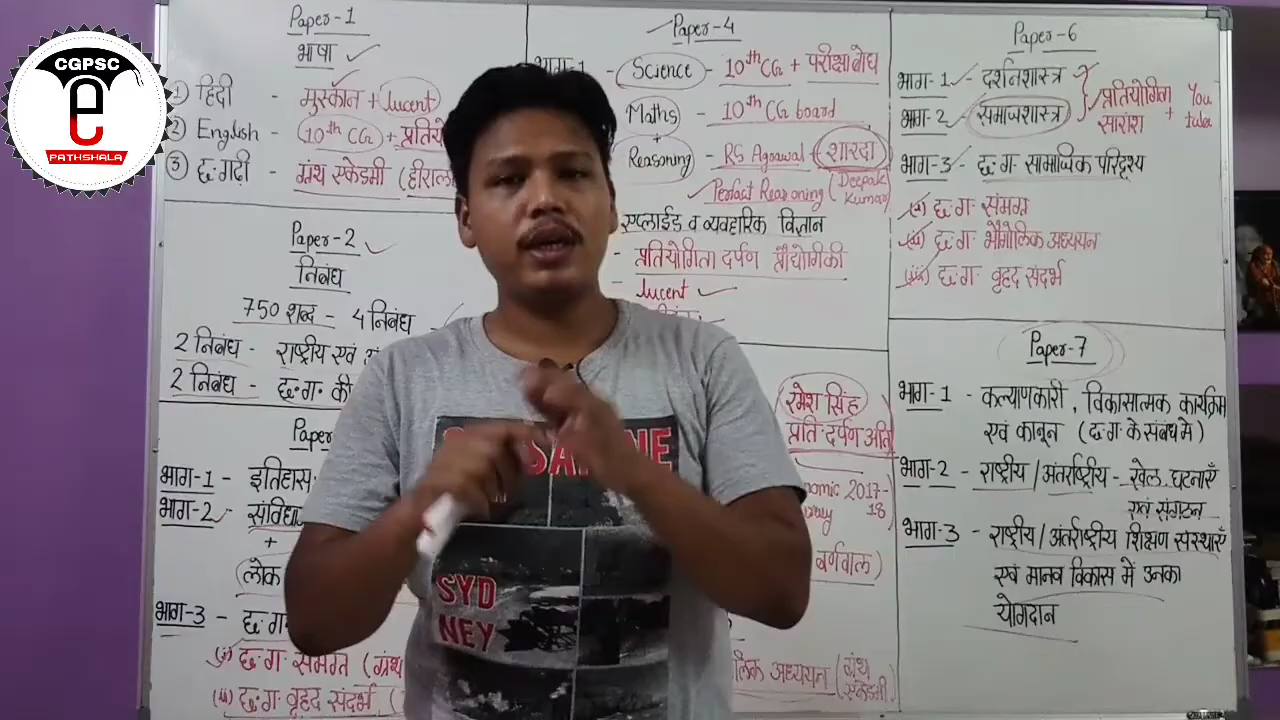 CGPSC
e
PATHSHALA
Paper-1
भाषा
① हिंदी - मुस्कान + lucent
② English - 10th CG +
③ छ.गढ़ी - ग्रंथ एकेडमी
Paper-2
निबंध
750 शब्द - 4 निबंध
2 निबंध - राष्ट्रीय एवं
2 निबंध - छ.ग. की
Paper
भाग-1 - इतिहास
भाग-2 - संविधान
+
लोक
भाग-3 - छ.ग.
(i) छ.ग. समग्र (ग्रंथ
(ii) छ.ग. वृहद संदर्भ (
Paper-4
भाग-1 - Science - 10th CG + परीक्षा बोध
Maths - 10th CG board
+
Reasoning - RS Agrawal - शारदा
Perfect Reasoning (Deepak Kumar)
एप्लाईड व व्यवहारिक विज्ञान
- प्रतियोगिता दर्पण प्रौद्योगिकी
- lucent
रमेश सिंह
प्रति. दर्पण अति
2017-
18
वर्णवाल)
अध्ययन (ग्रंथ एकेडमी)
Paper-6
भाग-1 - दर्शनशास्त्र
भाग-2 - समाजशास्त्र
प्रतियोगिता सारांश + You tube
भाग-3 - छ.ग. सामाजिक परिदृश्य
(i) छ.ग. समग्र
(ii) छ.ग. भौगोलिक अध्ययन
(iii) छ.ग. वृहद संदर्भ
Paper-7
भाग-1 - कल्याणकारी, विकासात्मक कार्यक्रम
एवं कानून (छ.ग. के संबंध में)
भाग-2 - राष्ट्रीय/अंतर्राष्ट्रीय - खेल, घटनाएँ
एवं संगठन
भाग-3 - राष्ट्रीय/अंतर्राष्ट्रीय शिक्षण संस्थाएँ
एवं मानव विकास में उनका
योगदान
SYD
NEY